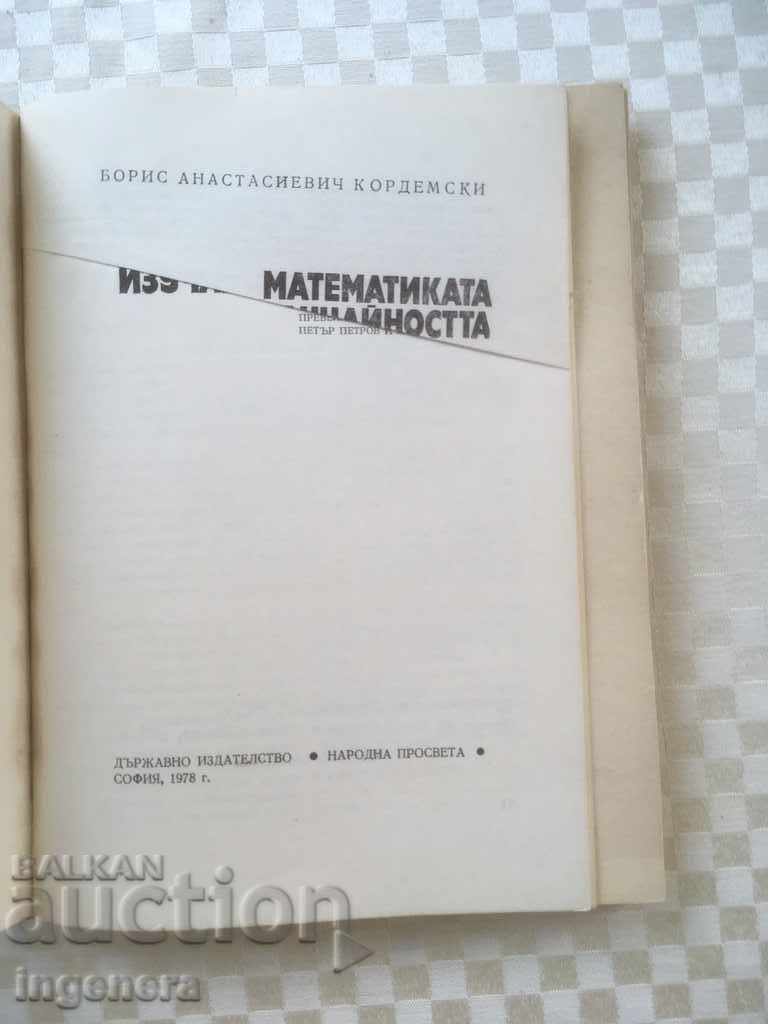 БОРИС АНАСТАСИЕВИЧ КОРДЕМСКИ
МАТЕМАТИКАТА
ПЕТЪР ПЕТРОВ
ДЪРЖАВНО ИЗДАТЕЛСТВО ● НАРОДНА ПРОСВЕТА ●
СОФИЯ, 1978 г.
BALKAN
auction
ingenera